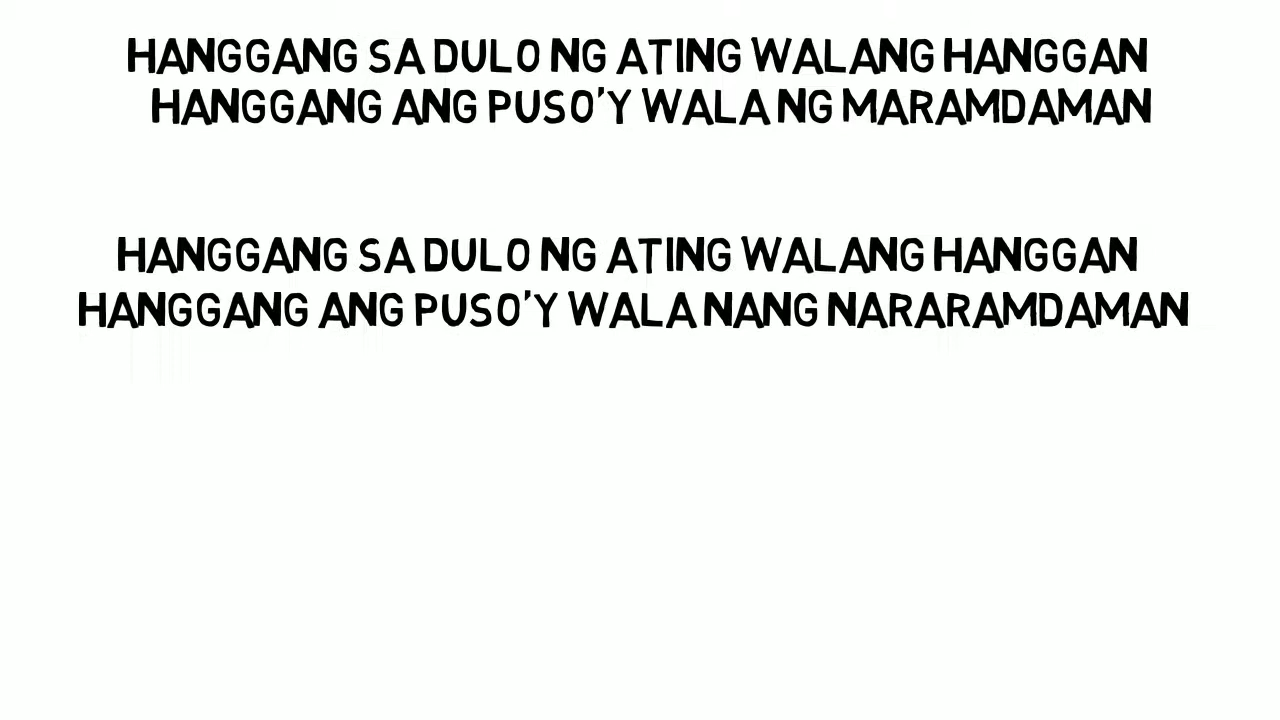 HANGGANG SA DULO NG ATING WALANG HANGGAN
HANGGANG ANG PUSO'Y WALA NG MARAMDAMAN
HANGGANG SA DULO NG ATING WALANG HANGGAN
HANGGANG ANG PUSO'Y WALA NANG NARARAMDAMAN